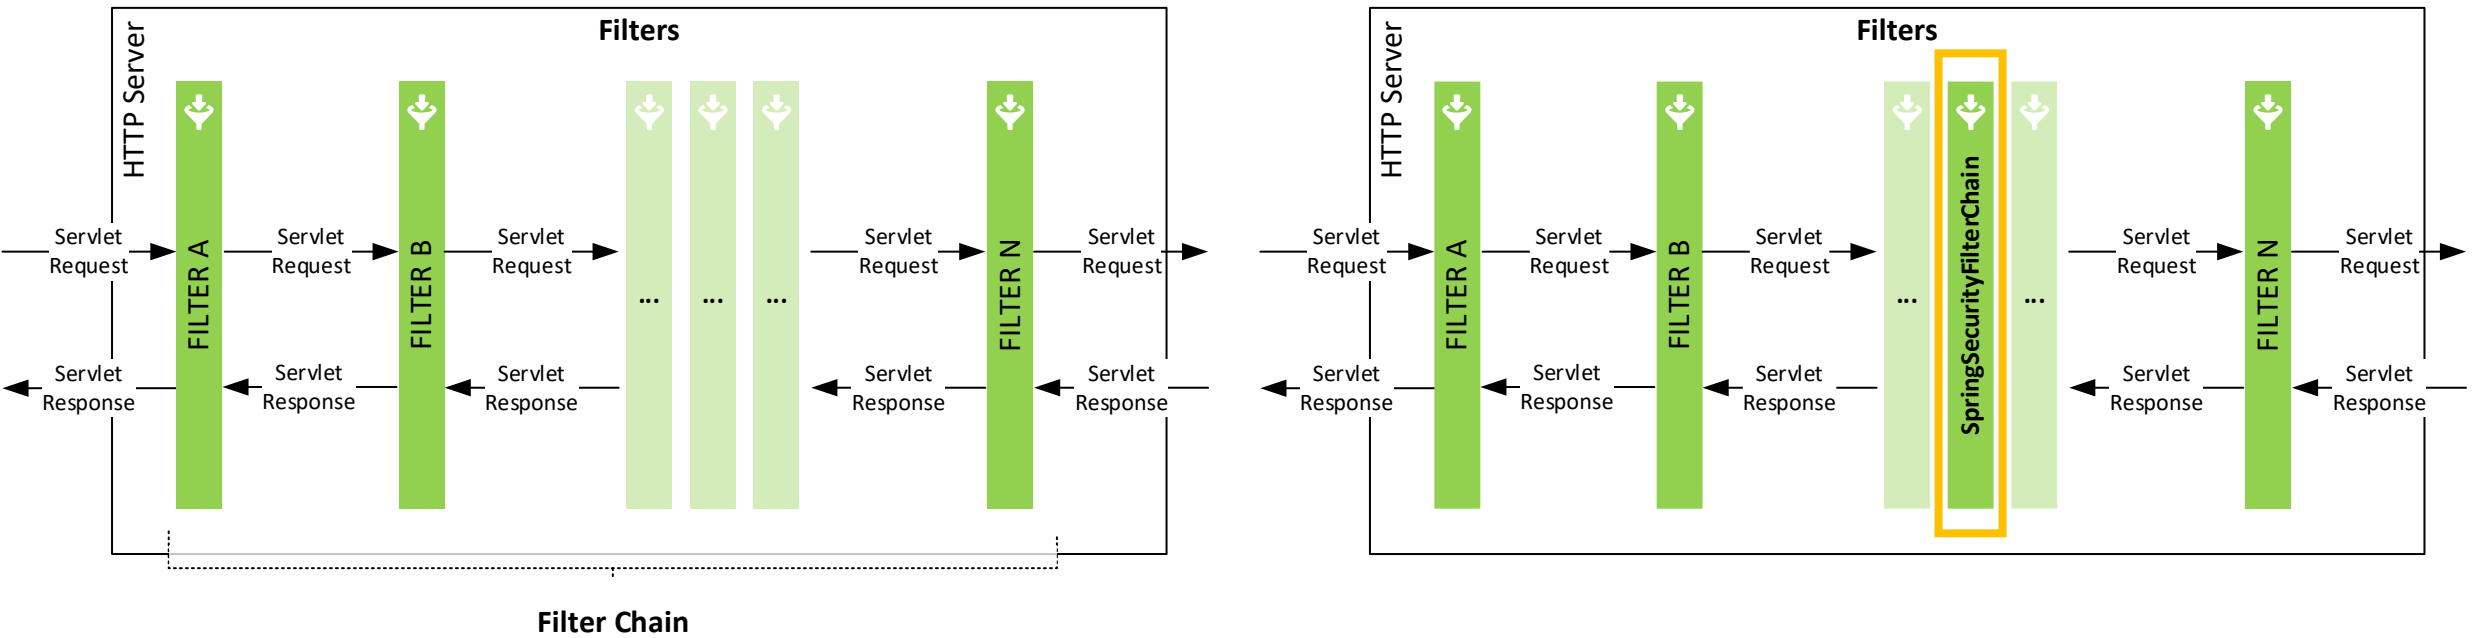 Filters
HTTP Server
Servlet
Request
Servlet
Request
Servlet
Request
Servlet
Request
Servlet
Request
FILTER A
FILTER B
...
...
...
FILTER N
Servlet
Response
Servlet
Response
Servlet
Response
Servlet
Response
Servlet
Response
Filter Chain
Filters
HTTP Server
Servlet
Request
Servlet
Request
Servlet
Request
Servlet
Request
Servlet
Request
FILTER A
FILTER B
...
SpringSecurityFilterChain
...
FILTER N
Servlet
Response
Servlet
Response
Servlet
Response
Servlet
Response
Servlet
Response